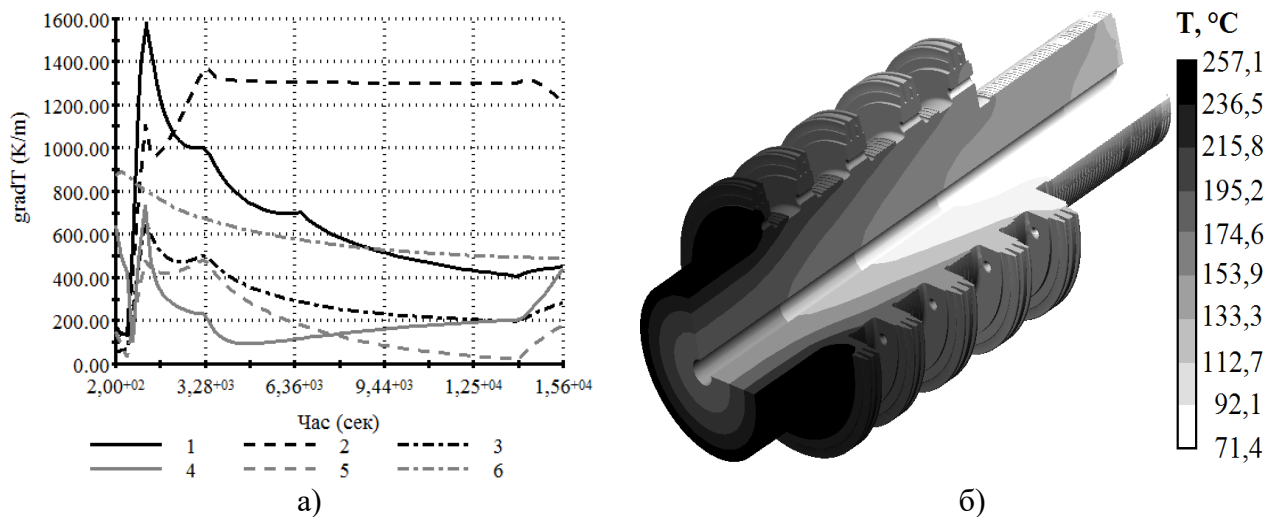 1600.00
1400.00
1300.00
1000.00
800.00
600.00
400.00
200.00
0.00
gradT (K/m)
2,00+02 3,28+03 6,36+03 9,44+03 1,25+04 1,56+04
Час (сек)
1 2 3
4 5 6
а)
T, °C
257,1
236,5
215,8
195,2
174,6
153,9
133,3
112,7
92,1
71,4
б)